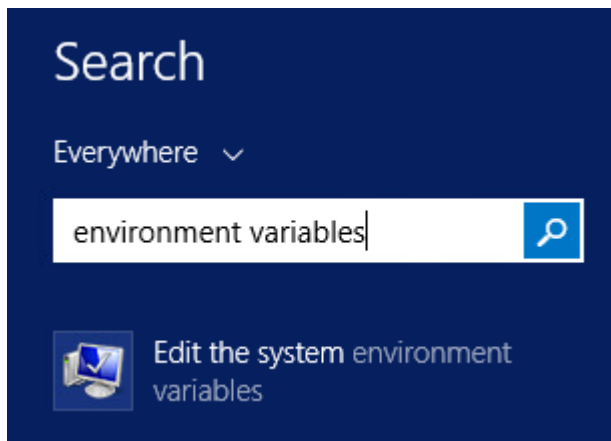 Search
Everywhere
environment variables
Edit the system environment
variables